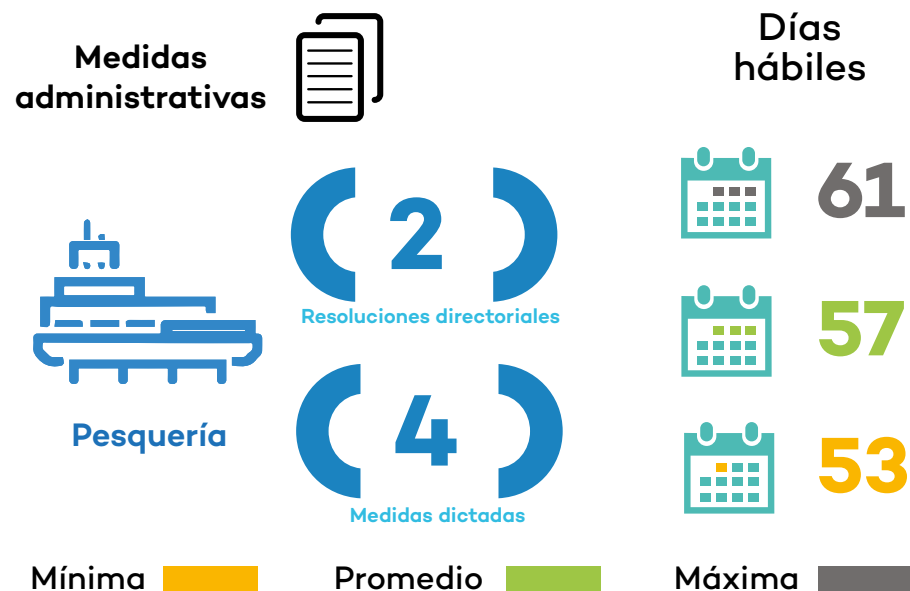 Medidas
administrativas
Días
hábiles
2
Resoluciones directoriales
4
Medidas dictadas
Pesquería
61
57
53
Mínima
Promedio
Máxima